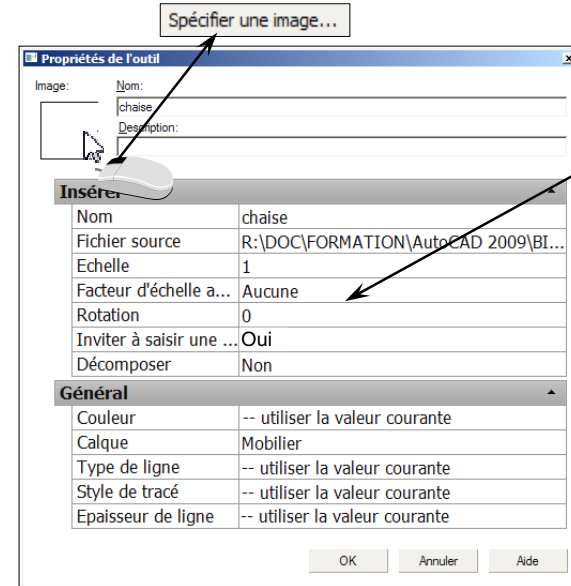 Spécifier une image...
Propriétés de l'outil
Image:
Nom:
chaise
Description:
Insérer
Nom chaise
Fichier source R:\DOC\FORMATION\AutoCAD 2009\BI...
Echelle 1
Facteur d'échelle a... Aucune
Rotation 0
Inviter à saisir une ... Oui
Décomposer Non
Général
Couleur -- utiliser la valeur courante
Calque Mobilier
Type de ligne -- utiliser la valeur courante
Style de tracé -- utiliser la valeur courante
Epaisseur de ligne -- utiliser la valeur courante
OK Annuler Aide